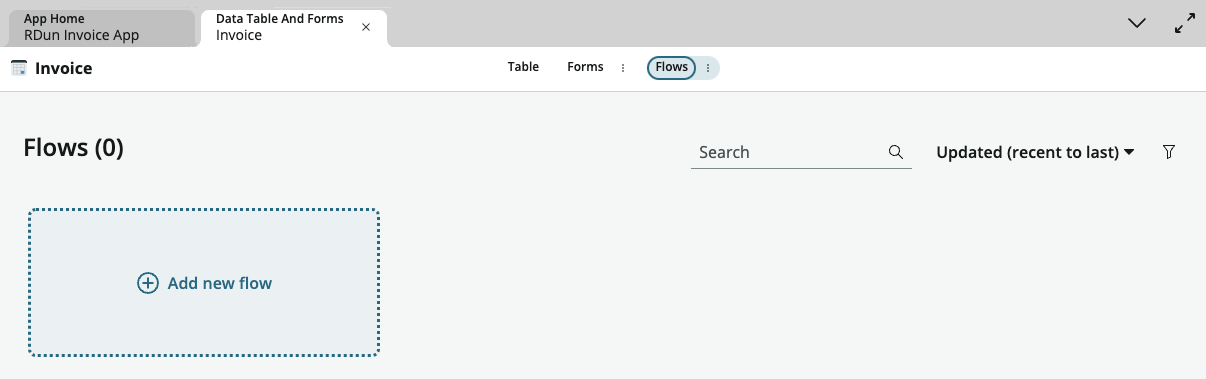 App Home
RDun Invoice App
Data Table And Forms
Invoice
Invoice
Table
Forms
Flows
Flows (0)
Search
Updated (recent to last)
Add new flow